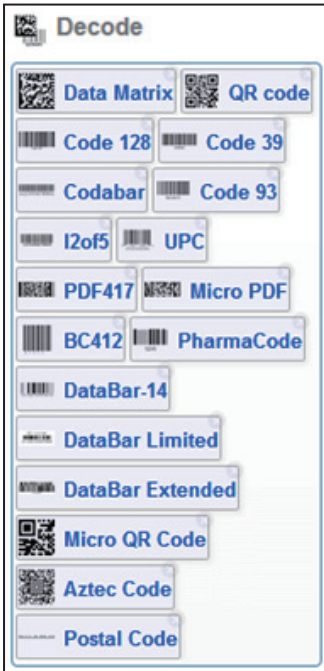 Decode
Data Matrix QR code
Code 128 Code 39
Codabar Code 93
I2of5 UPC
PDF417 Micro PDF
BC412 PharmaCode
DataBar-14
DataBar Limited
DataBar Extended
Micro QR Code
Aztec Code
Postal Code